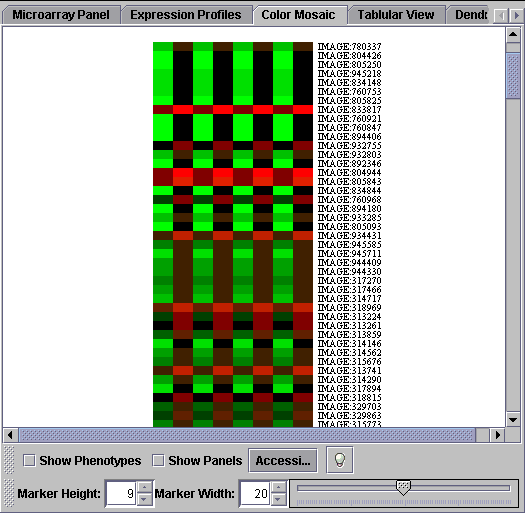 Microarray Panel Expression Profiles Color Mosaic Tablular View Dend
IMAGE:780337
IMAGE:804426
IMAGE:805250
IMAGE:945218
IMAGE:834148
IMAGE:760753
IMAGE:805825
IMAGE:833817
IMAGE:760921
IMAGE:760847
IMAGE:894406
IMAGE:932755
IMAGE:932803
IMAGE:892346
IMAGE:804944
IMAGE:805843
IMAGE:834844
IMAGE:760968
IMAGE:894180
IMAGE:933285
IMAGE:805093
IMAGE:934431
IMAGE:945585
IMAGE:945711
IMAGE:944409
IMAGE:944330
IMAGE:317270
IMAGE:317466
IMAGE:314717
IMAGE:318969
IMAGE:313224
IMAGE:313261
IMAGE:313859
IMAGE:314146
IMAGE:314562
IMAGE:315676
IMAGE:313741
IMAGE:314290
IMAGE:317894
IMAGE:318815
IMAGE:329703
IMAGE:329863
IMAGE:315773
Show Phenotypes Show Panels Accessi...
Marker Height: 9 Marker Width: 20